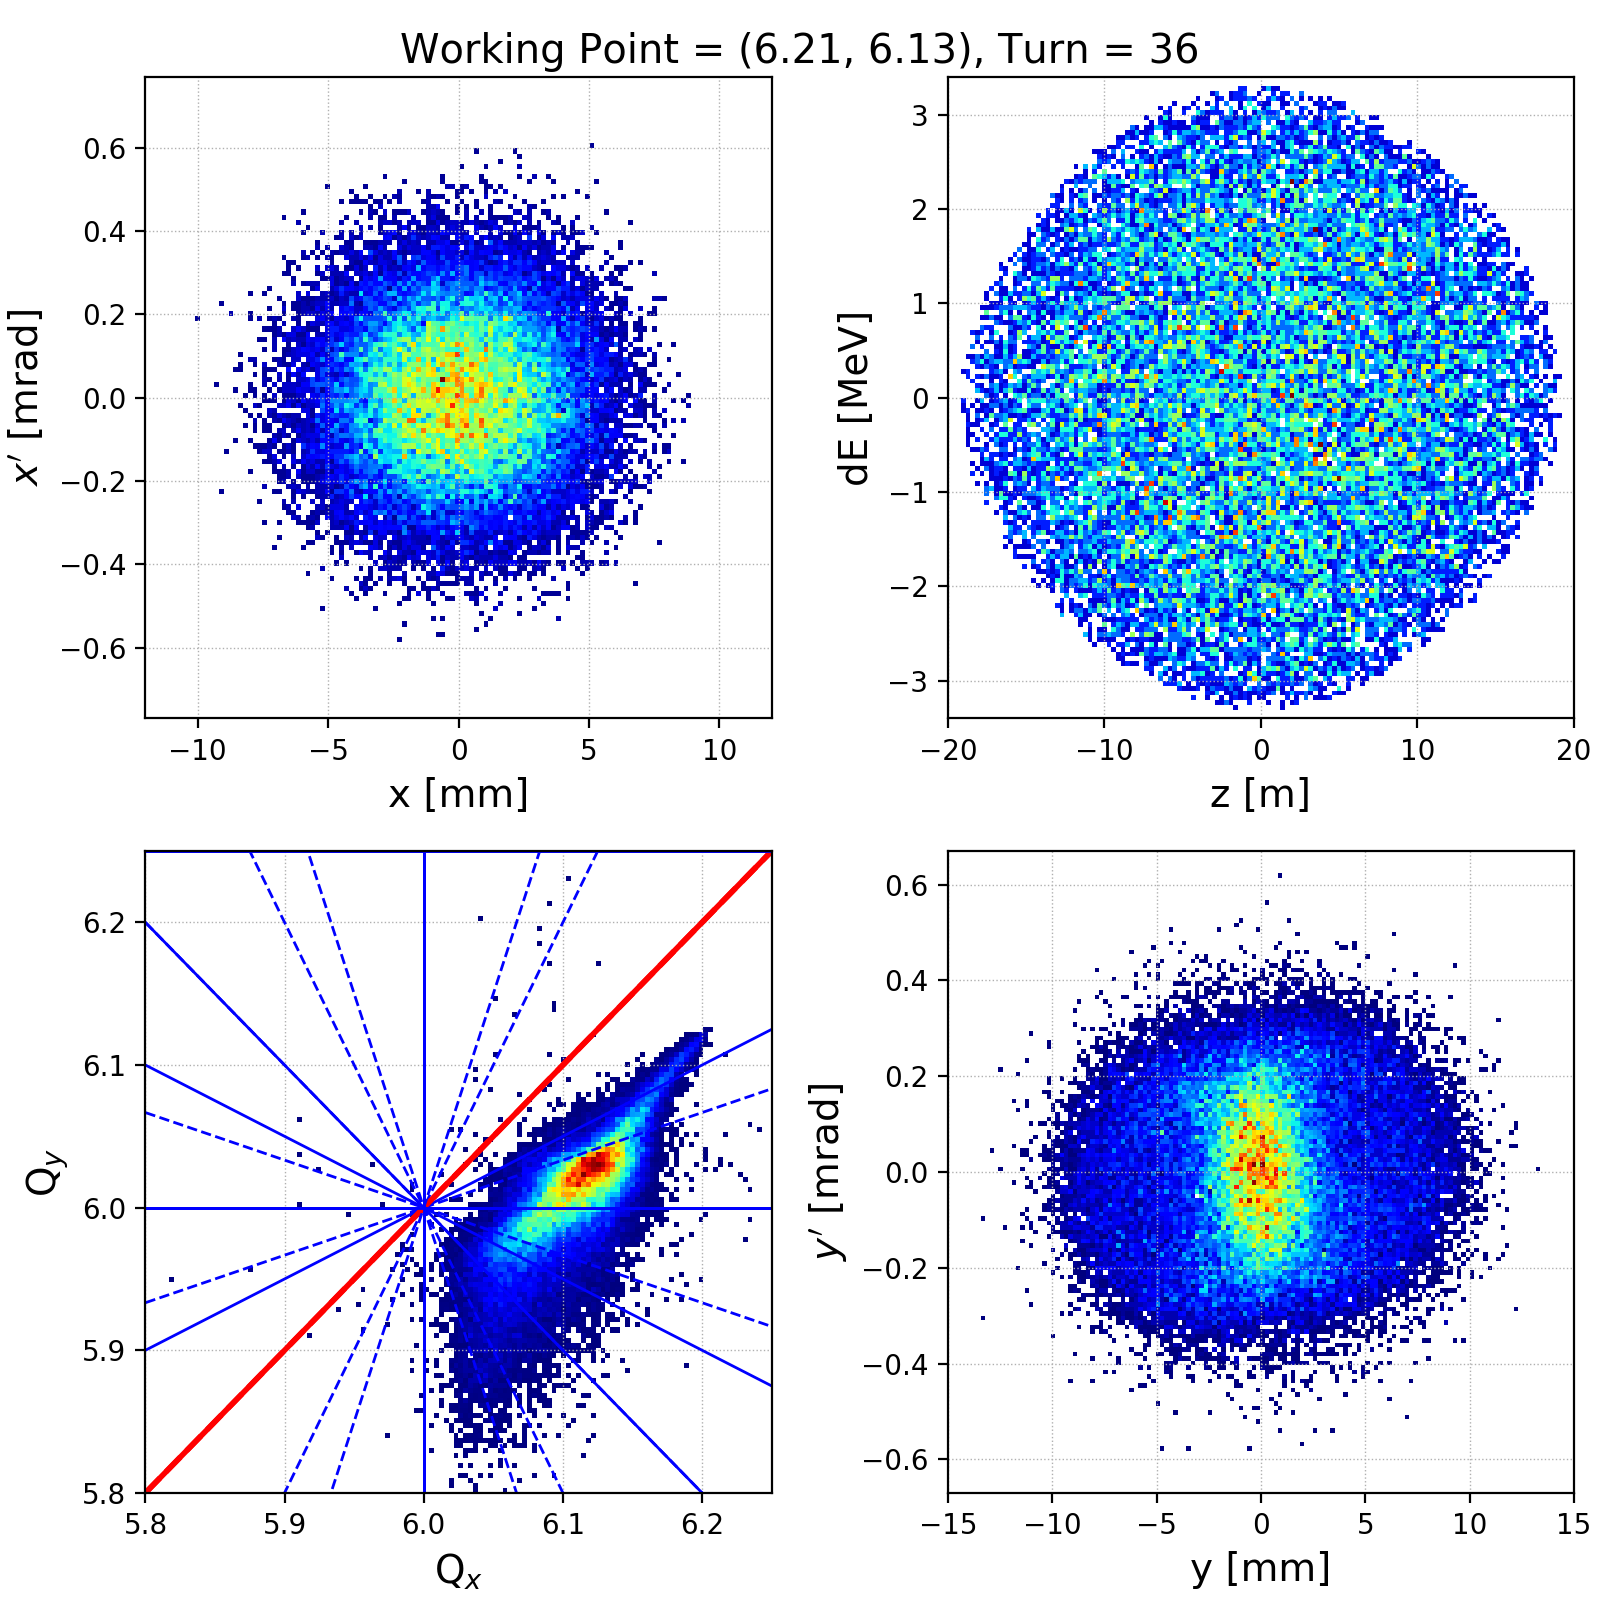 Working Point = (6.21, 6.13), Turn = 36
0.6
0.4
0.2
0.0
−0.2
−0.4
−0.6
x′ [mrad]
−10 −5 0 5 10
x [mm]
3
2
1
0
−1
−2
−3
dE [MeV]
−20 −10 0 10 20
z [m]
6.2
6.1
6.0
5.9
5.8
Qy
5.8 5.9 6.0 6.1 6.2
Qx
0.6
0.4
0.2
0.0
−0.2
−0.4
−0.6
y′ [mrad]
−15 −10 −5 0 5 10 15
y [mm]